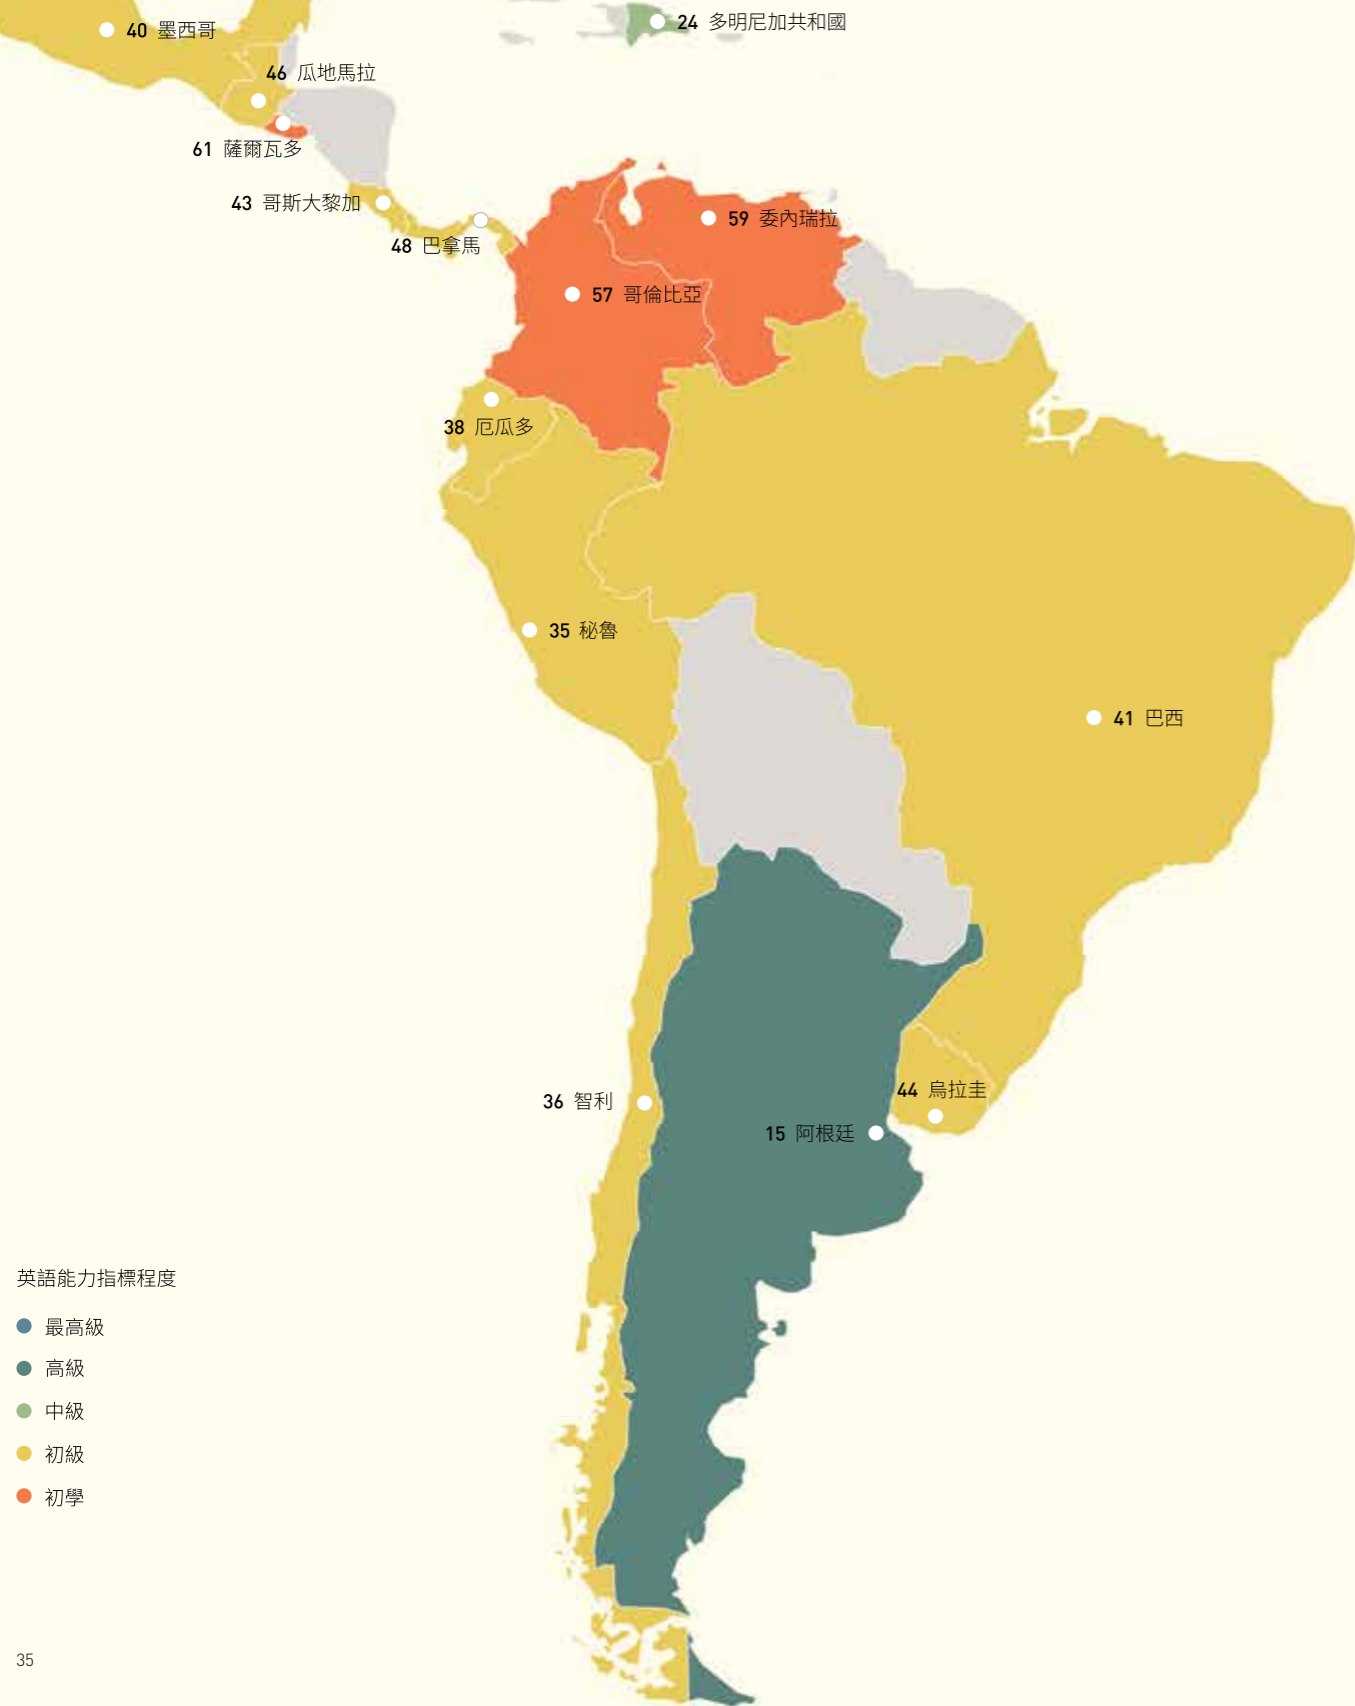 40 墨西哥
24 多明尼加共和國
46 瓜地馬拉
61 薩爾瓦多
43 哥斯大黎加
48 巴拿馬
59 委內瑞拉
57 哥倫比亞
38 厄瓜多
35 秘魯
41 巴西
36 智利
44 烏拉圭
15 阿根廷
英語能力指標程度
最高級
高級
中級
初級
初學
35